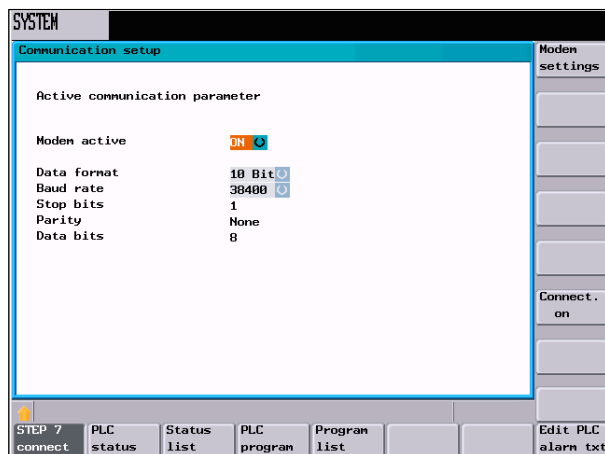 SYSTEM
Communication setup
Modem
settings
Active communication parameter
Modem active ON
Data format 10 Bit
Baud rate 38400
Stop bits 1
Parity None
Data bits 8
Connect.
on
STEP 7
connect
PLC
status
Status
list
PLC
program
Program
list
Edit PLC
alarm txt